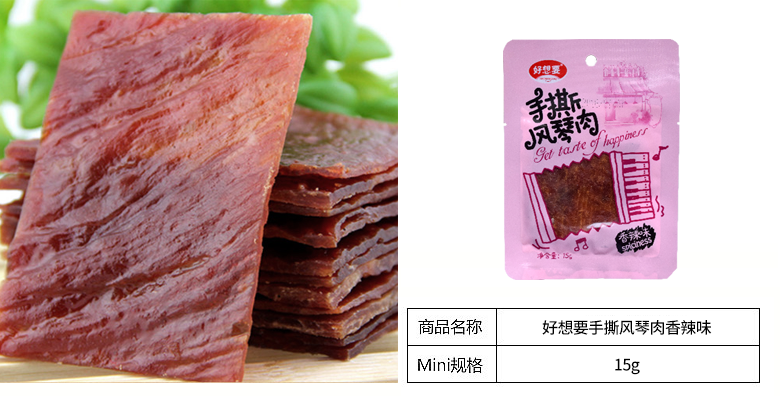 好想要
手撕
风琴肉
Get taste of happiness
香辣味
spiciness
净含量: 15g
商品名称 好想要手撕风琴肉香辣味
Mini规格 15g